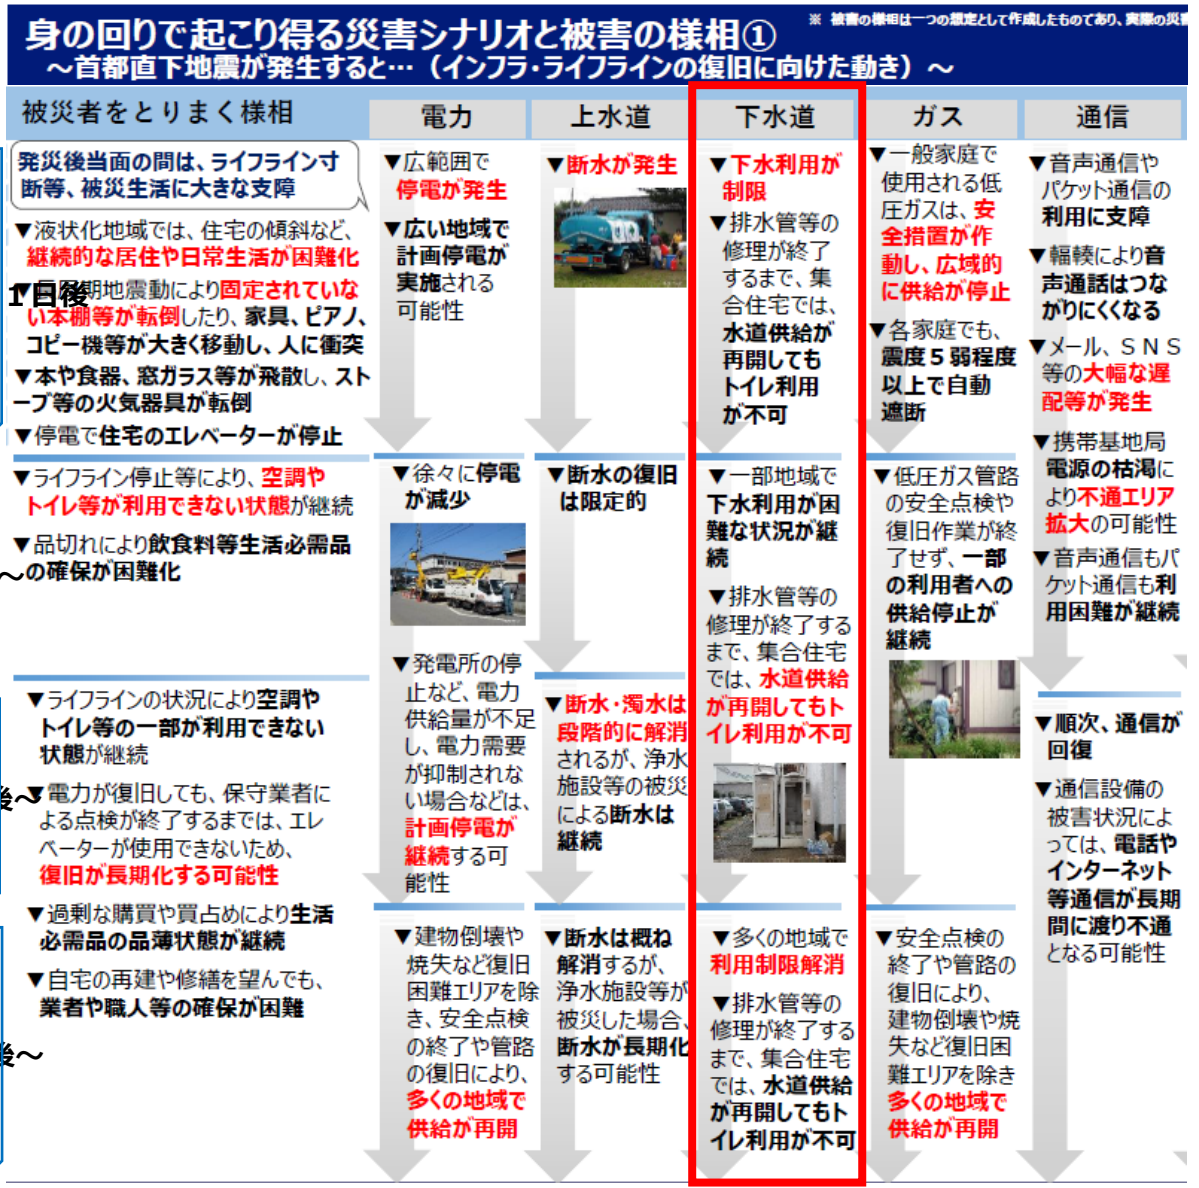 身の回りで起こり得る災害シナリオと被害の様相①
※ 被害の様相は一つの想定として作成したものであり、実際の災害
～首都直下地震が発生すると…（インフラ・ライフラインの復旧に向けた動き）～
被災者をとりまく様相
発災後当面の間は、ライフライン寸
断等、被災生活に大きな支障
▼液状化地域では、住宅の傾斜など、
継続的な居住や日常生活が困難化
1日後
▼長周期地震動により固定されていな
い本棚等が転倒したり、家具、ピアノ、
コピー機等が大きく移動し、人に衝突
▼本や食器、窓ガラス等が飛散し、スト
ーブ等の火気器具が転倒
▼停電で住宅のエレベーターが停止
▼ライフライン停止等により、空調や
トイレ等が利用できない状態が継続
▼品切れにより飲食料等生活必需品
の確保が困難化
～
▼ライフラインの状況により空調や
トイレ等の一部が利用できない
状態が継続
後～
▼電力が復旧しても、保守業者に
よる点検が終了するまでは、エレ
ベーターが使用できないため、
復旧が長期化する可能性
▼過剰な購買や買占めにより生活
必需品の品薄状態が継続
▼自宅の再建や修繕を望んでも、
業者や職人等の確保が困難
後～
電力
▼広範囲で
停電が発生
▼広い地域で
計画停電が
実施される
可能性
▼徐々に停電
が減少
▼発電所の停
止など、電力
供給量が不足
し、電力需要
が抑制されな
い場合などは、
計画停電が
継続する可
能性
▼建物倒壊や
焼失など復旧
困難エリアを除
き、安全点検
の終了や管路
の復旧により、
多くの地域で
供給が再開
上水道
▼断水が発生
▼断水の復旧
は限定的
▼断水・濁水は
段階的に解消
されるが、浄水
施設等の被災
による断水は
継続
▼断水は概ね
解消するが、
浄水施設等が
被災した場合、
断水が長期化
する可能性
下水道
▼下水利用が
制限
▼排水管等の
修理が終了
するまで、集
合住宅では、
水道供給が
再開しても
トイレ利用
が不可
▼一部地域で
下水利用が困
難な状況が継
続
▼排水管等の
修理が終了する
まで、集合住宅
では、水道供給
が再開してもト
イレ利用が不可
▼多くの地域で
利用制限解消
▼排水管等の
修理が終了する
まで、集合住宅
では、水道供給
が再開してもト
イレ利用が不可
ガス
▼一般家庭で
使用される低
圧ガスは、安
全措置が作
動し、広域的
に供給が停止
▼各家庭でも、
震度５弱程度
以上で自動
遮断
▼低圧ガス管路
の安全点検や
復旧作業が終
了せず、一部
の利用者への
供給停止が
継続
▼安全点検の
終了や管路の
復旧により、
建物倒壊や焼
失など復旧困
難エリアを除き
多くの地域で
供給が再開
通信
▼音声通信や
パケット通信の
利用に支障
▼輻輳により音
声通話はつな
がりにくくなる
▼メール、ＳＮＳ
等の大幅な遅
配等が発生
▼携帯基地局
電源の枯渇に
より不通エリア
拡大の可能性
▼音声通信もパ
ケット通信も利
用困難が継続
▼順次、通信が
回復
▼通信設備の
被害状況によ
っては、電話や
インターネット
等通信が長期
間に渡り不通
となる可能性